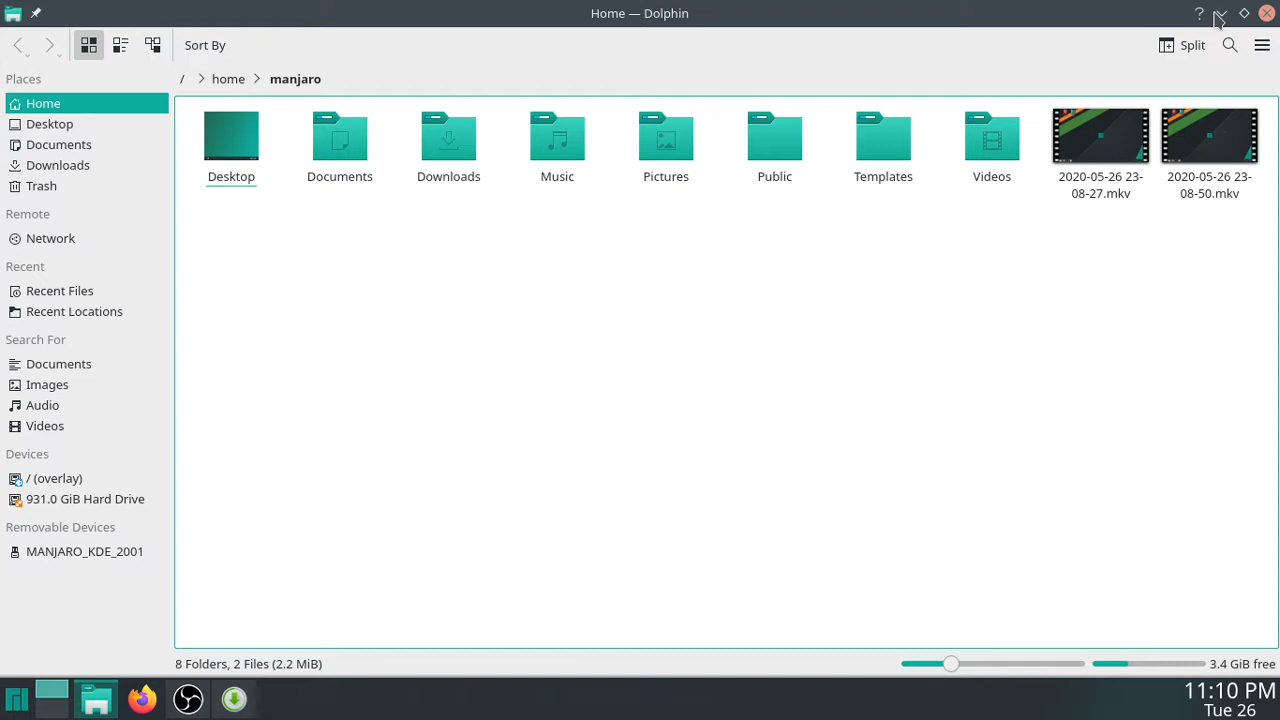 Home — Dolphin
Sort By
Split
Places
/ > home > manjaro
Home
Desktop
Documents
Downloads
Trash
Remote
Network
Recent
Recent Files
Recent Locations
Search For
Documents
Images
Audio
Videos
Devices
/ (overlay)
931.0 GiB Hard Drive
Removable Devices
MANJARO_KDE_2001
Desktop
Documents
Downloads
Music
Pictures
Public
Templates
Videos
2020-05-26 23-
08-27.mkv
2020-05-26 23-
08-50.mkv
8 Folders, 2 Files (2.2 MiB)
3.4 GiB free
11:10 PM
Tue 26